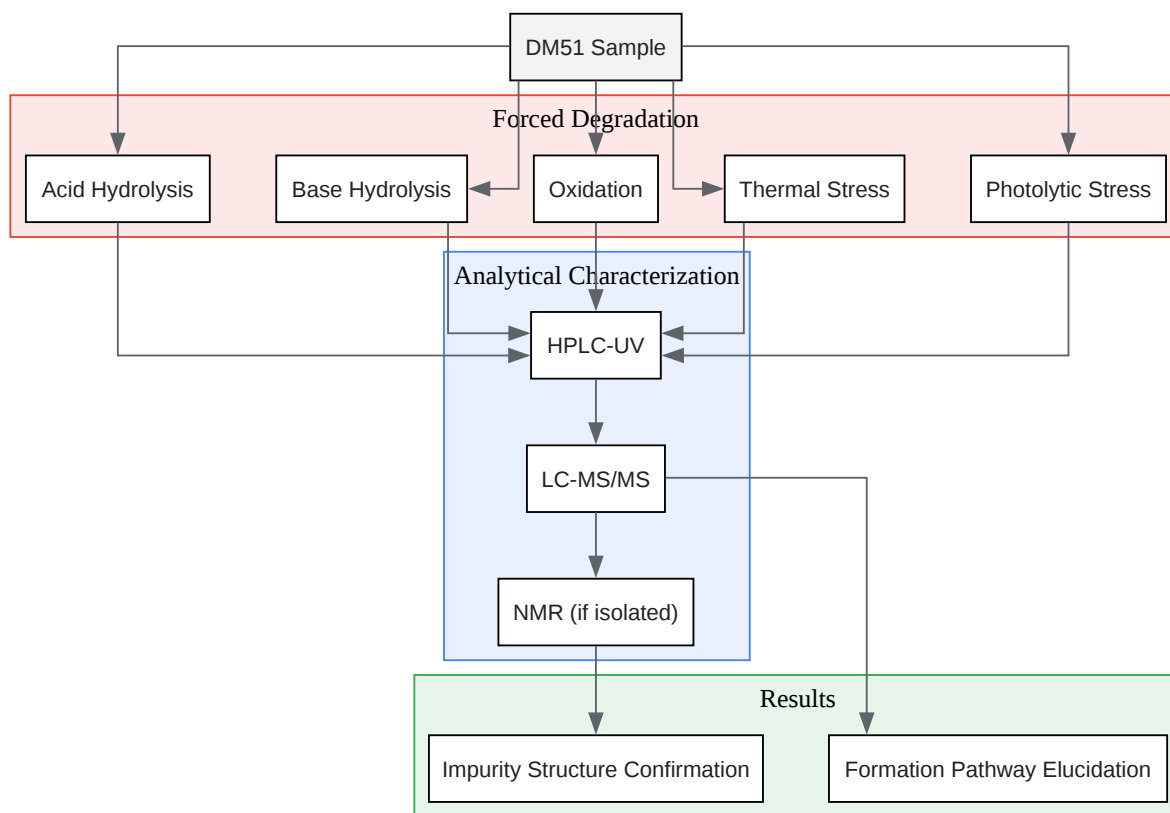 DM51 Sample
Forced Degradation
Acid Hydrolysis
Base Hydrolysis
Oxidation
Thermal Stress
Photolytic Stress
Analytical Characterization
HPLC-UV
LC-MS/MS
NMR (if isolated)
Results
Impurity Structure Confirmation
Formation Pathway Elucidation